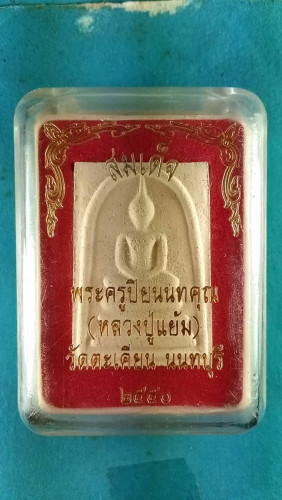 สมเด็จ
พระครูปิยนนทคุณ
(หลวงปู่แย้ม)
วัดตะเคียน นนทบุรี
๒๕๕๑